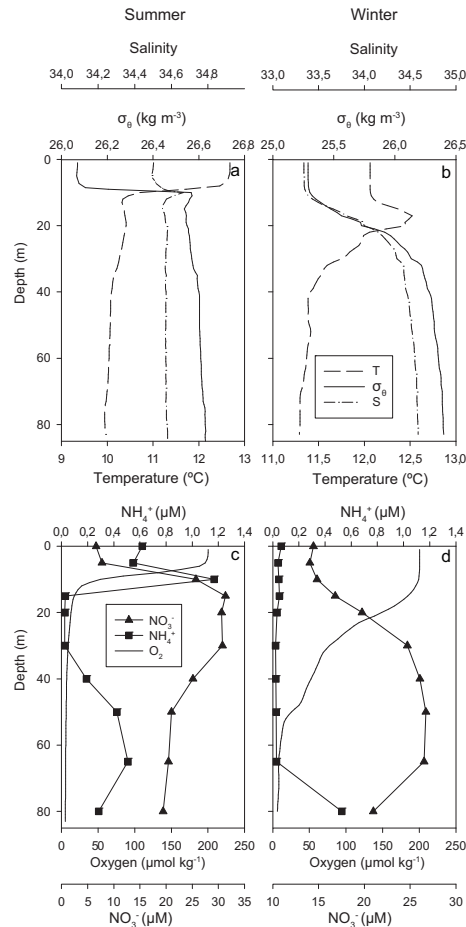 Summer Winter
Salinity Salinity
34,0 34,2 34,4 34,6 34,8 33,0 33,5 34,0 34,5 35,0
σθ (kg m-3) σθ (kg m-3)
26,0 26,2 26,4 26,6 26,8 25,0 25,5 26,0 26,5
0
20
40
60
80
Depth (m)
a b
T
σθ
S
9 10 11 12 13 11,0 11,5 12,0 12,5 13,0
Temperature (ºC) Temperature (ºC)
NH4+ (µM) NH4+ (µM)
0,0 0,2 0,4 0,6 0,8 1,0 1,2 1,4 0,0 0,2 0,4 0,6 0,8 1,0 1,2 1,4
0
20
40
60
80
Depth (m)
c d
NO3-
NH4+
O2
0 50 100 150 200 250 0 50 100 150 200 250
Oxygen (µmol kg-1) Oxygen (µmol kg-1)
0 5 10 15 20 25 30 35 10 15 20 25 30
NO3- (µM) NO3- (µM)